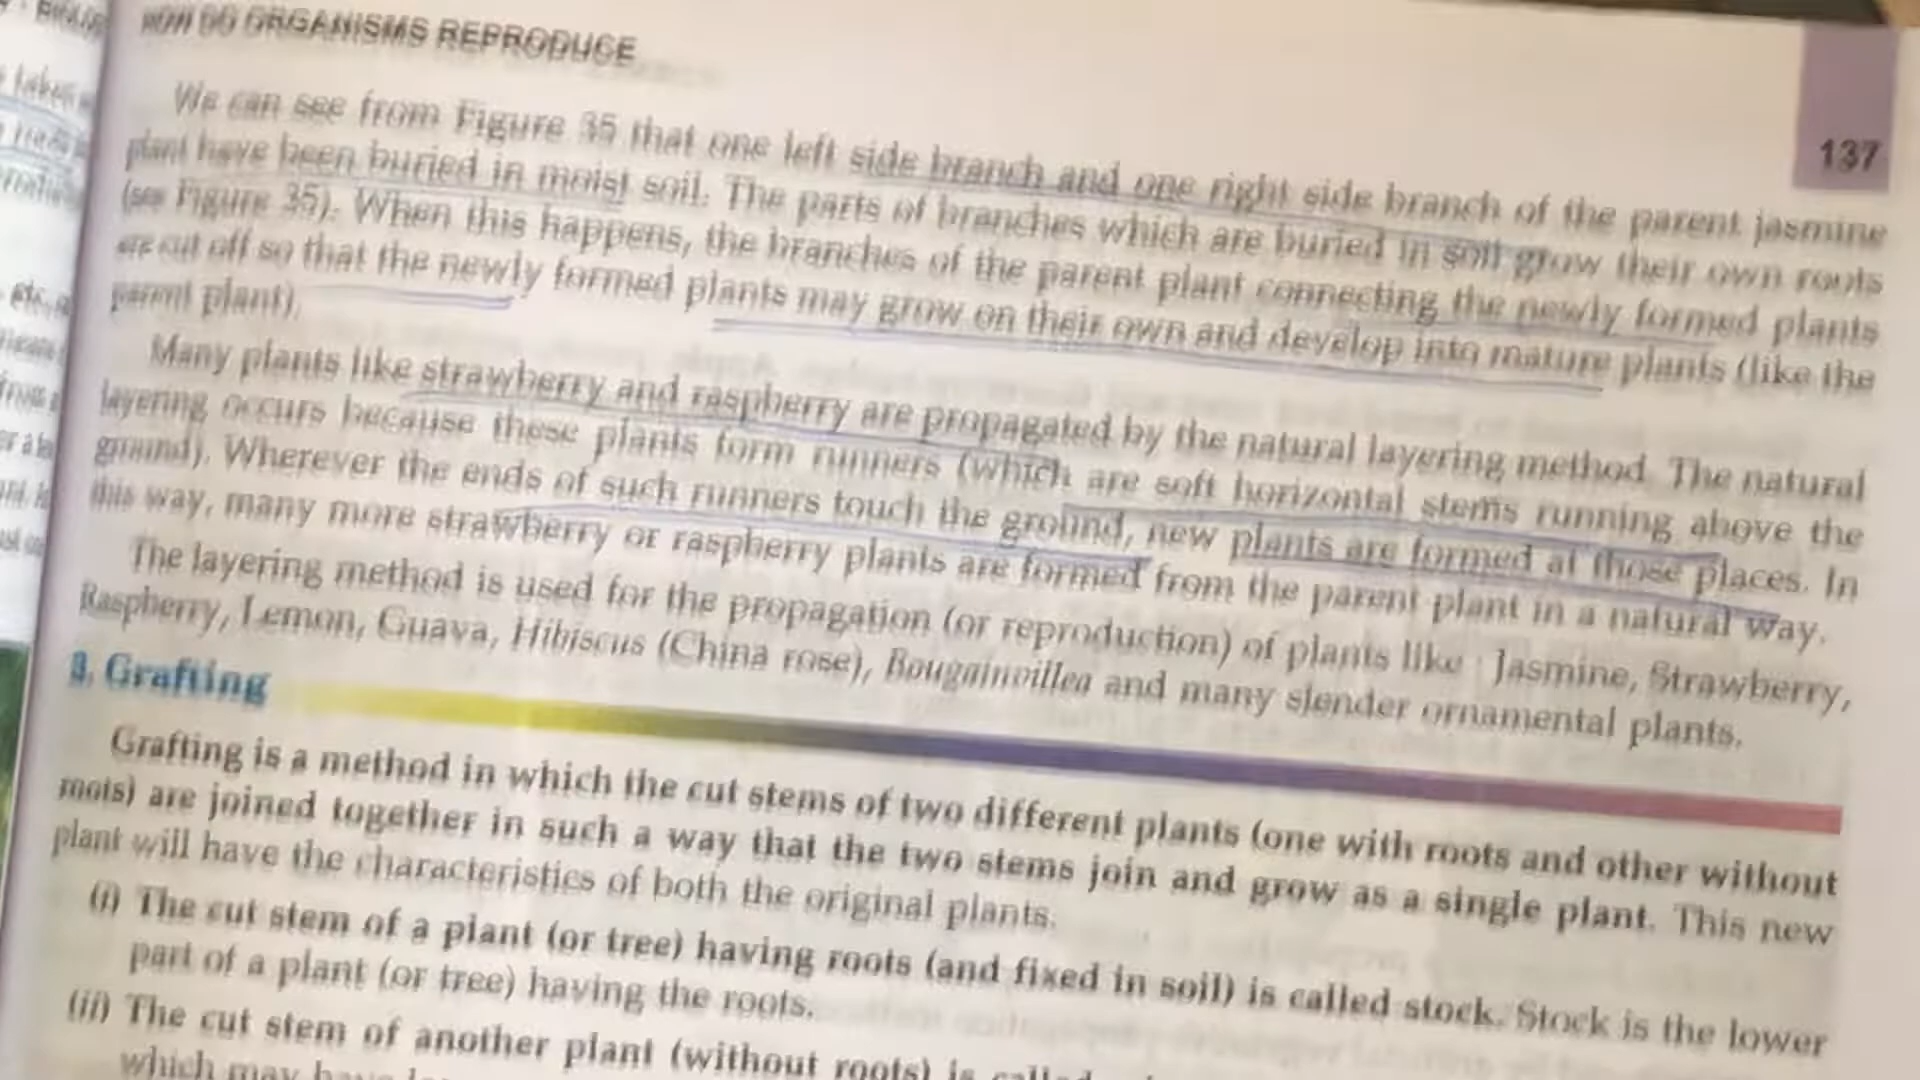 HOW DO ORGANISMS REPRODUCE
137
We can see from Figure 35 that one left side branch and one right side branch of the parent jasmine
plant have been buried in moist soil. The parts of branches which are buried in soil grow their own roots
(see Figure 35). When this happens, the branches of the parent plant connecting the newly formed plants
are cut off so that the newly formed plants may grow on their own and develop into mature plants (like the
parent plant).
Many plants like strawberry and raspberry are propagated by the natural layering method. The natural
layering occurs because these plants form runners (which are soft horizontal stems running above the
ground). Wherever the ends of such runners touch the ground, new plants are formed at those places. In
this way, many more strawberry or raspberry plants are formed from the parent plant in a natural way.
The layering method is used for the propagation (or reproduction) of plants like : Jasmine, Strawberry,
Raspberry, Lemon, Guava, Hibiscus (China rose), Bougainvillea and many slender ornamental plants.
3. Grafting
Grafting is a method in which the cut stems of two different plants (one with roots and other without
roots) are joined together in such a way that the two stems join and grow as a single plant. This new
plant will have the characteristics of both the original plants.
(i) The cut stem of a plant (or tree) having roots (and fixed in soil) is called stock. Stock is the lower
part of a plant (or tree) having the roots.
(ii) The cut stem of another plant (without roots) is called
which may have